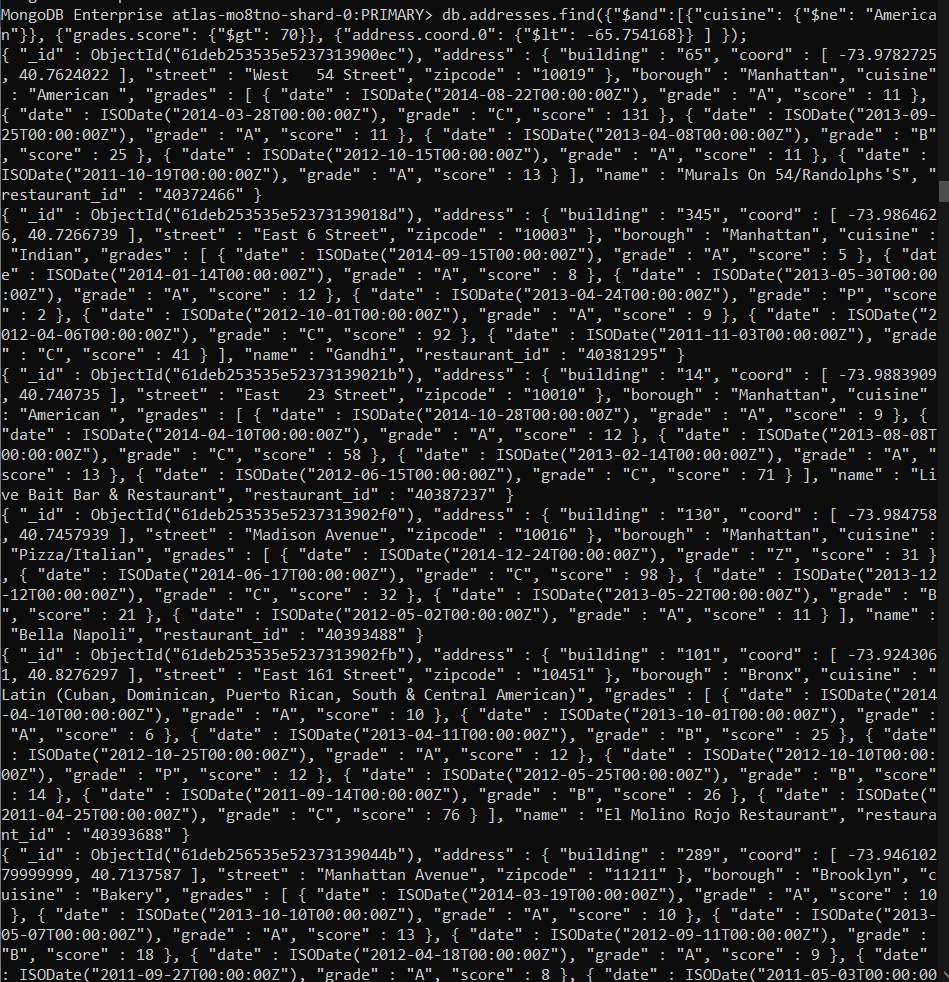 MongoDB Enterprise atlas-mo8tno-shard-0:PRIMARY> db.addresses.find({"$and":[{"cuisine": {"$ne": "America
n"}}, {"grades.score": {"$gt": 70}}, {"address.coord.0": {"$lt": -65.754168}} ] });
{ "_id" : ObjectId("61deb253535e5237313900ec"), "address" : { "building" : "65", "coord" : [ -73.9782725
, 40.7624022 ], "street" : "West   54 Street", "zipcode" : "10019" }, "borough" : "Manhattan", "cuisine"
 : "American ", "grades" : [ { "date" : ISODate("2014-08-22T00:00:00Z"), "grade" : "A", "score" : 11 },
{ "date" : ISODate("2014-03-28T00:00:00Z"), "grade" : "C", "score" : 131 }, { "date" : ISODate("2013-09-
25T00:00:00Z"), "grade" : "A", "score" : 11 }, { "date" : ISODate("2013-04-08T00:00:00Z"), "grade" : "B"
, "score" : 25 }, { "date" : ISODate("2012-10-15T00:00:00Z"), "grade" : "A", "score" : 11 }, { "date" :
ISODate("2011-10-19T00:00:00Z"), "grade" : "A", "score" : 13 } ], "name" : "Murals On 54/Randolphs'S", "
restaurant_id" : "40372466" }
{ "_id" : ObjectId("61deb253535e52373139018d"), "address" : { "building" : "345", "coord" : [ -73.986462
6, 40.7266739 ], "street" : "East 6 Street", "zipcode" : "10003" }, "borough" : "Manhattan", "cuisine" :
 "Indian", "grades" : [ { "date" : ISODate("2014-09-15T00:00:00Z"), "grade" : "A", "score" : 5 }, { "dat
e" : ISODate("2014-01-14T00:00:00Z"), "grade" : "A", "score" : 8 }, { "date" : ISODate("2013-05-30T00:00
:00Z"), "grade" : "A", "score" : 12 }, { "date" : ISODate("2013-04-24T00:00:00Z"), "grade" : "P", "score
" : 2 }, { "date" : ISODate("2012-10-01T00:00:00Z"), "grade" : "A", "score" : 9 }, { "date" : ISODate("2
012-04-06T00:00:00Z"), "grade" : "C", "score" : 92 }, { "date" : ISODate("2011-11-03T00:00:00Z"), "grade
" : "C", "score" : 41 } ], "name" : "Gandhi", "restaurant_id" : "40381295" }
{ "_id" : ObjectId("61deb253535e52373139021b"), "address" : { "building" : "14", "coord" : [ -73.9883909
, 40.740735 ], "street" : "East   23 Street", "zipcode" : "10010" }, "borough" : "Manhattan", "cuisine"
 : "American ", "grades" : [ { "date" : ISODate("2014-10-28T00:00:00Z"), "grade" : "A", "score" : 9 }, {
"date" : ISODate("2014-04-10T00:00:00Z"), "grade" : "A", "score" : 12 }, { "date" : ISODate("2013-08-08T
00:00:00Z"), "grade" : "C", "score" : 58 }, { "date" : ISODate("2013-02-14T00:00:00Z"), "grade" : "A", "
score" : 13 }, { "date" : ISODate("2012-06-15T00:00:00Z"), "grade" : "C", "score" : 71 } ], "name" : "Li
ve Bait Bar & Restaurant", "restaurant_id" : "40387237" }
{ "_id" : ObjectId("61deb253535e5237313902f0"), "address" : { "building" : "130", "coord" : [ -73.984758
, 40.7457939 ], "street" : "Madison Avenue", "zipcode" : "10016" }, "borough" : "Manhattan", "cuisine" :
 "Pizza/Italian", "grades" : [ { "date" : ISODate("2014-12-24T00:00:00Z"), "grade" : "Z", "score" : 31 }
, { "date" : ISODate("2014-06-17T00:00:00Z"), "grade" : "C", "score" : 98 }, { "date" : ISODate("2013-12
-12T00:00:00Z"), "grade" : "C", "score" : 32 }, { "date" : ISODate("2013-05-22T00:00:00Z"), "grade" : "B
", "score" : 21 }, { "date" : ISODate("2012-05-02T00:00:00Z"), "grade" : "A", "score" : 11 } ], "name" :
 "Bella Napoli", "restaurant_id" : "40393488" }
{ "_id" : ObjectId("61deb253535e5237313902fb"), "address" : { "building" : "101", "coord" : [ -73.924306
1, 40.8276297 ], "street" : "East 161 Street", "zipcode" : "10451" }, "borough" : "Bronx", "cuisine" : "
Latin (Cuban, Dominican, Puerto Rican, South & Central American)", "grades" : [ { "date" : ISODate("2014
-04-10T00:00:00Z"), "grade" : "A", "score" : 10 }, { "date" : ISODate("2013-10-01T00:00:00Z"), "grade" :
 "A", "score" : 6 }, { "date" : ISODate("2013-04-11T00:00:00Z"), "grade" : "B", "score" : 25 }, { "date"
 : ISODate("2012-10-25T00:00:00Z"), "grade" : "A", "score" : 12 }, { "date" : ISODate("2012-10-10T00:00:
00Z"), "grade" : "P", "score" : 12 }, { "date" : ISODate("2012-05-25T00:00:00Z"), "grade" : "B", "score"
 : 14 }, { "date" : ISODate("2011-09-14T00:00:00Z"), "grade" : "B", "score" : 26 }, { "date" : ISODate("
2011-04-25T00:00:00Z"), "grade" : "C", "score" : 76 } ], "name" : "El Molino Rojo Restaurant", "restaura
nt_id" : "40393688" }
{ "_id" : ObjectId("61deb256535e52373139044b"), "address" : { "building" : "289", "coord" : [ -73.946102
79999999, 40.7137587 ], "street" : "Manhattan Avenue", "zipcode" : "11211" }, "borough" : "Brooklyn", "c
uisine" : "Bakery", "grades" : [ { "date" : ISODate("2014-03-19T00:00:00Z"), "grade" : "A", "score" : 10
 }, { "date" : ISODate("2013-10-10T00:00:00Z"), "grade" : "A", "score" : 10 }, { "date" : ISODate("2013-
05-07T00:00:00Z"), "grade" : "A", "score" : 13 }, { "date" : ISODate("2012-09-11T00:00:00Z"), "grade" :
"B", "score" : 18 }, { "date" : ISODate("2012-04-18T00:00:00Z"), "grade" : "A", "score" : 9 }, { "date"
 : ISODate("2011-09-27T00:00:00Z"), "grade" : "A", "score" : 8 }, { "date" : ISODate("2011-05-03T00:00:00